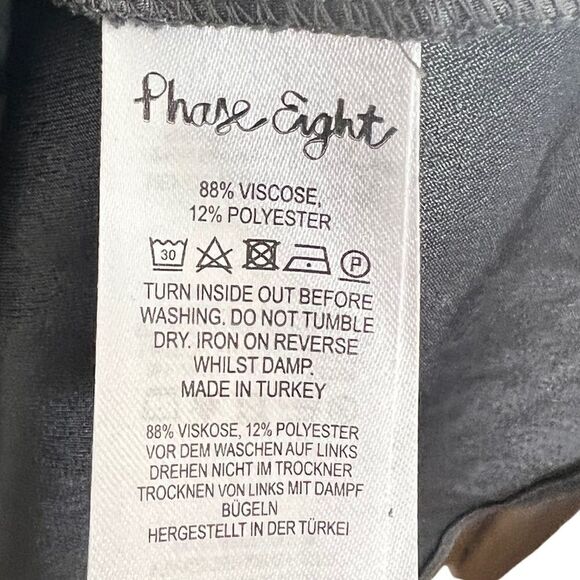 Phase Eight
88% VISCOSE,
12% POLYESTER
30 P
TURN INSIDE OUT BEFORE
WASHING. DO NOT TUMBLE
DRY. IRON ON REVERSE
WHILST DAMP.
MADE IN TURKEY
88% VISKOSE, 12% POLYESTER
VOR DEM WASCHEN AUF LINKS
DREHEN NICHT IM TROCKNER
TROCKNEN VON LINKS MIT DAMPF
BÜGELN
HERGESTELLT IN DER TÜRKEI